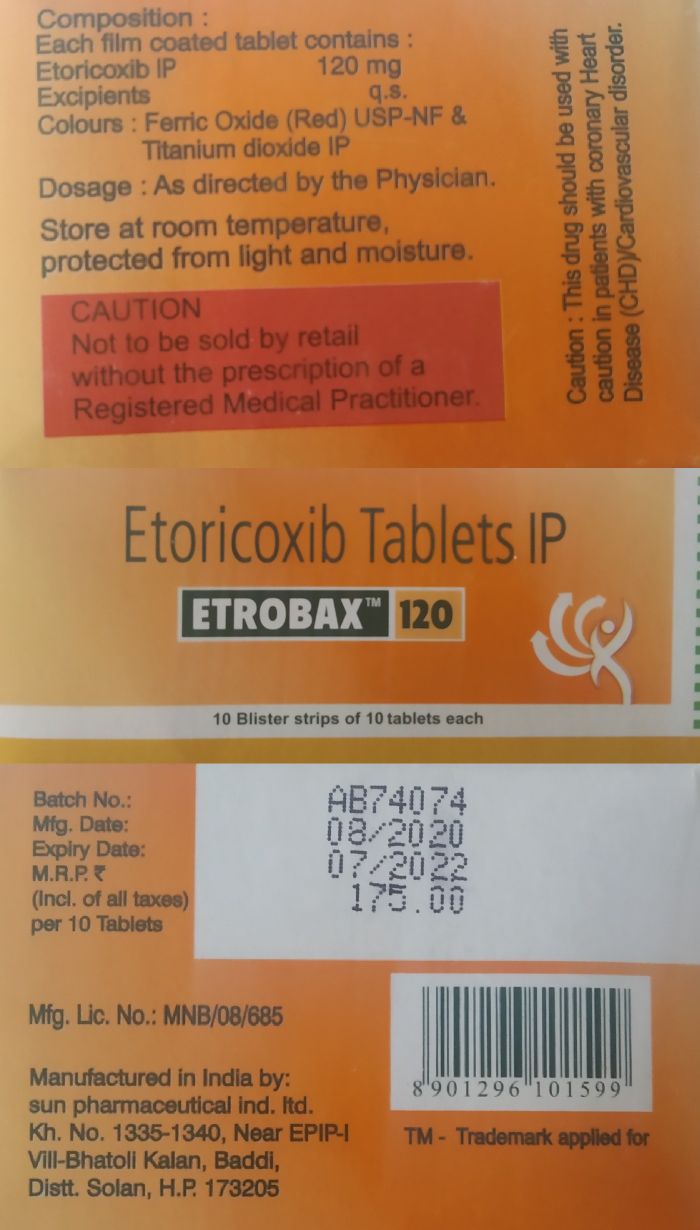 Composition :
Each film coated tablet contains :
Etoricoxib IP 120 mg
Excipients q.s.
Colours : Ferric Oxide (Red) USP-NF &
Titanium dioxide IP
Dosage : As directed by the Physician.
Store at room temperature,
protected from light and moisture.
CAUTION
Not to be sold by retail
without the prescription of a
Registered Medical Practitioner.
Caution : This drug should be used with
caution in patients with coronary Heart
Disease (CHD)/Cardiovascular disorder.
Etoricoxib Tablets IP
ETROBAX™ 120
10 Blister strips of 10 tablets each
Batch No.: AB74074
Mfg. Date: 08/2020
Expiry Date: 07/2022
M.R.P. ₹ 175.00
(Incl. of all taxes)
per 10 Tablets
Mfg. Lic. No.: MNB/08/685
Manufactured in India by:
sun pharmaceutical ind. ltd.
Kh. No. 1335-1340, Near EPIP-I
Vill-Bhatoli Kalan, Baddi,
Distt. Solan, H.P. 173205
8 901296 101599
TM - Trademark applied for